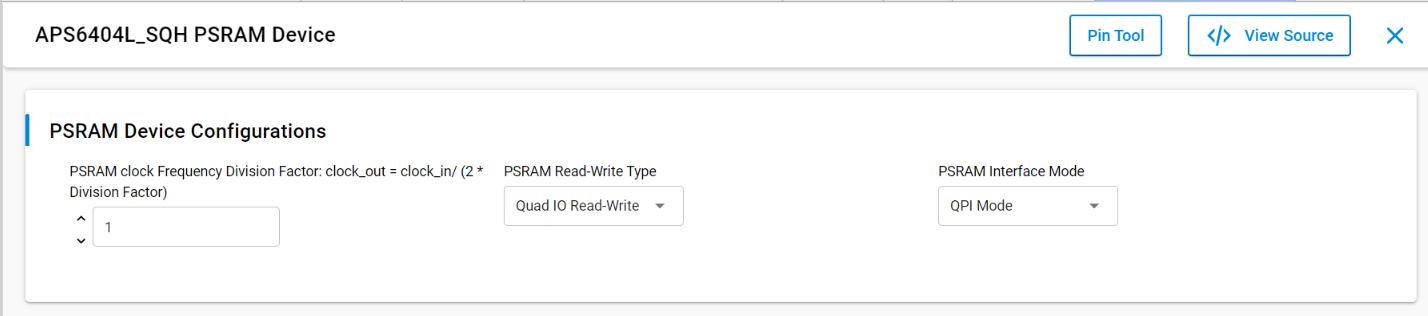 APS6404L_SQH PSRAM Device
Pin Tool
</> View Source
PSRAM Device Configurations
PSRAM clock Frequency Division Factor: clock_out = clock_in/ (2 *
Division Factor)
1
PSRAM Read-Write Type
Quad IO Read-Write
PSRAM Interface Mode
QPI Mode